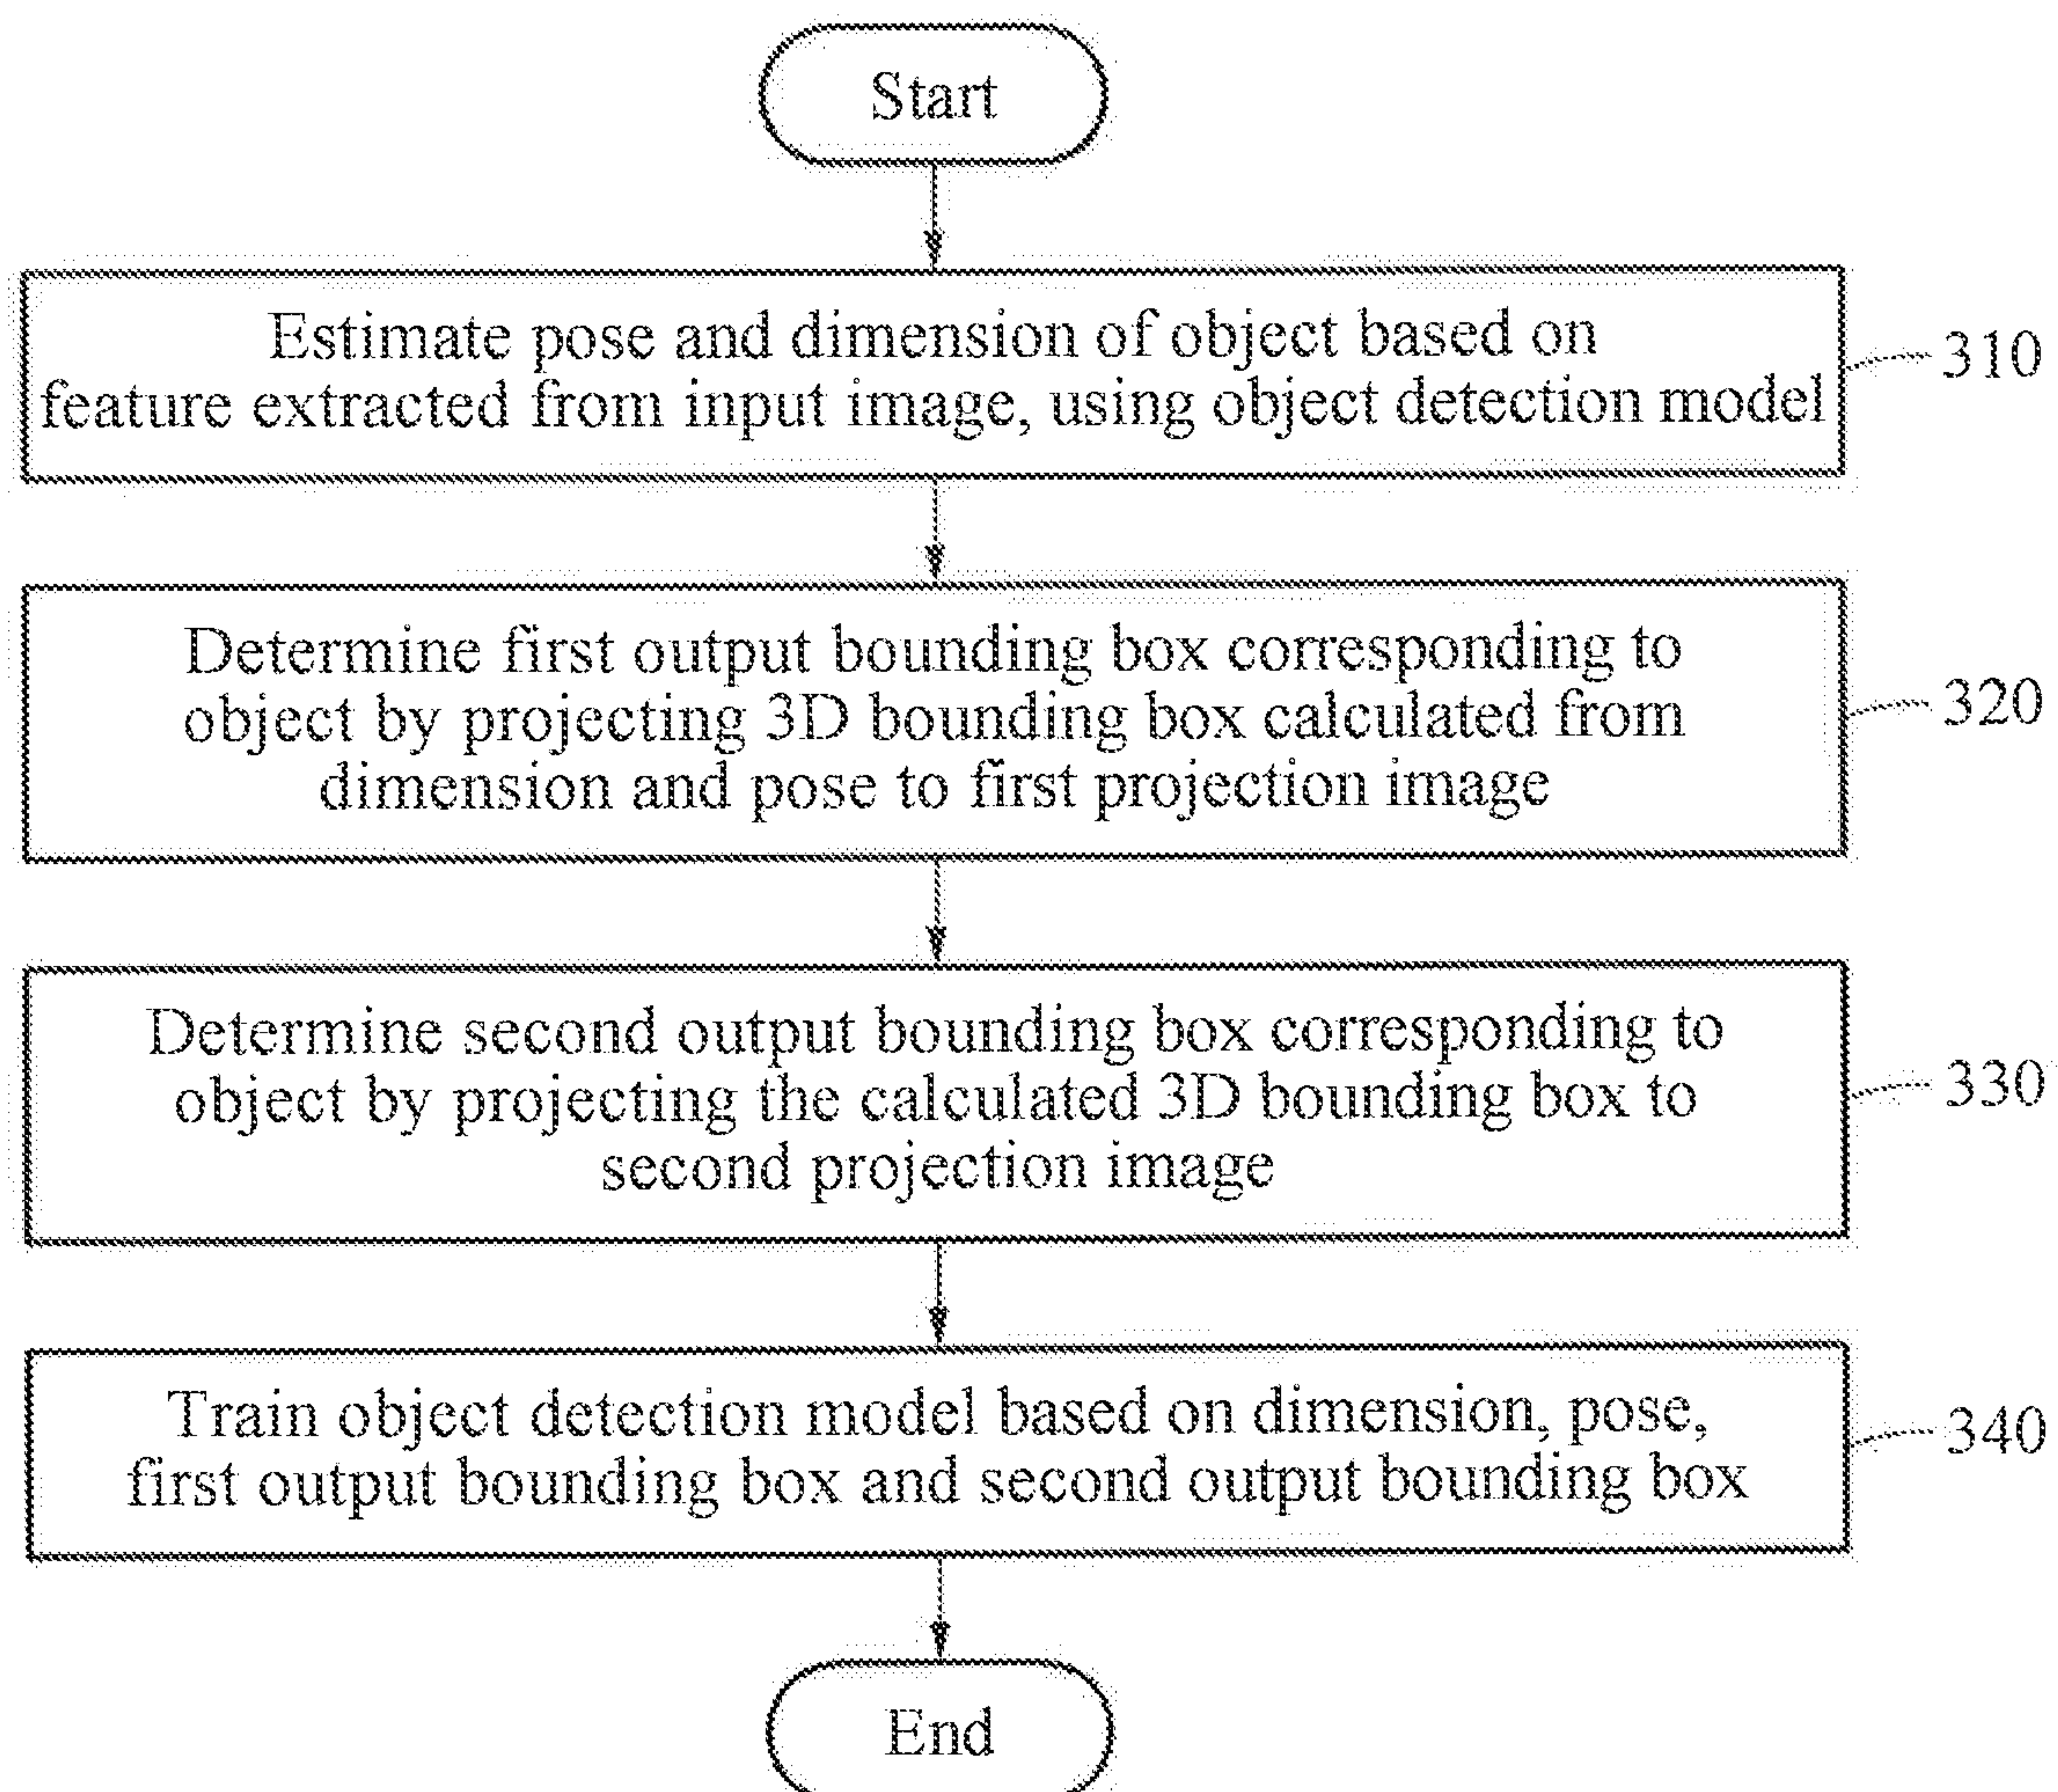 Start
Estimate pose and dimension of object based on
feature extracted from input image, using object detection model
310
Determine first output bounding box corresponding to
object by projecting 3D bounding box calculated from
dimension and pose to first projection image
320
Determine second output bounding box corresponding to
object by projecting the calculated 3D bounding box to
second projection image
330
Train object detection model based on dimension, pose,
first output bounding box and second output bounding box
340
End